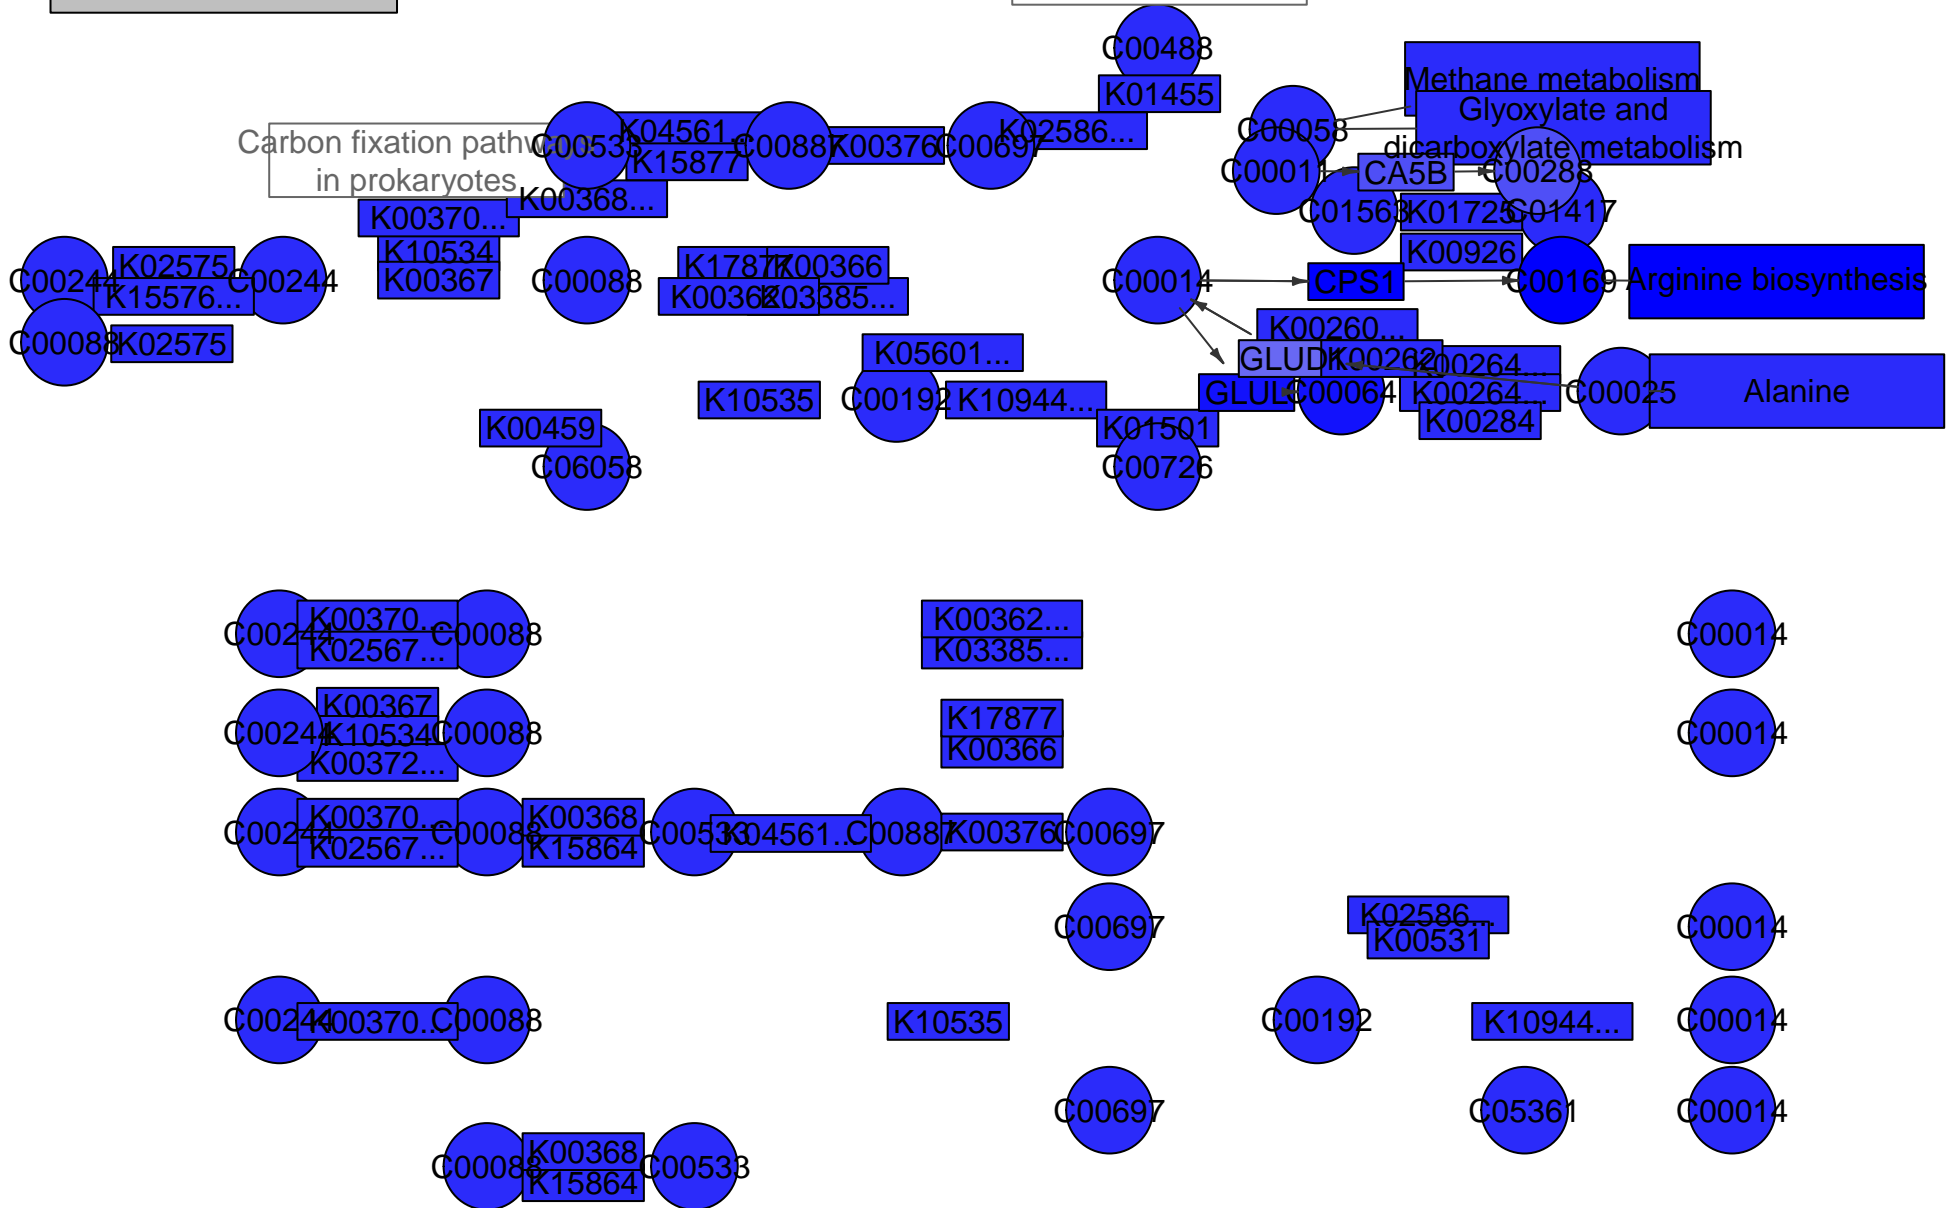 C00488
K01455
Methane metabolism
Glyoxylate and
dicarboxylate metabolism
Carbon fixation pathways
in prokaryotes
C00533
K04561...
K15877
C00887
K00376
C00697
K02586...
C00058
C00011
CA5B
C00288
C01563
K01725
C01417
K00368...
K00370...
K10534
K00367
K00926
C00244
K02575
K15576...
C00244
C00088
K17877
K00366
K00362...
K03385...
C00014
CPS1
C00169
Arginine biosynthesis
C00088
K02575
K05601...
K00260...
K00262
K00264...
K10535
C00192
K10944...
GLUL
C00064
K00264...
K00284
C00025
Alanine
K00459
C06058
K01501
C00726
C00244
K00370...
K02567...
C00088
K00362...
K03385...
C00014
C00244
K00367
K10534
K00372...
C00088
K17877
K00366
C00014
C00244
K00370...
K02567...
C00088
K00368
K15864
C00533
K04561...
C00887
K00376
C00697
C00697
K02586...
K00531
C00014
C00244
K00370...
C00088
K10535
C00192
K10944...
C00014
C00697
C05361
C00014
C00088
K00368
K15864
C00533